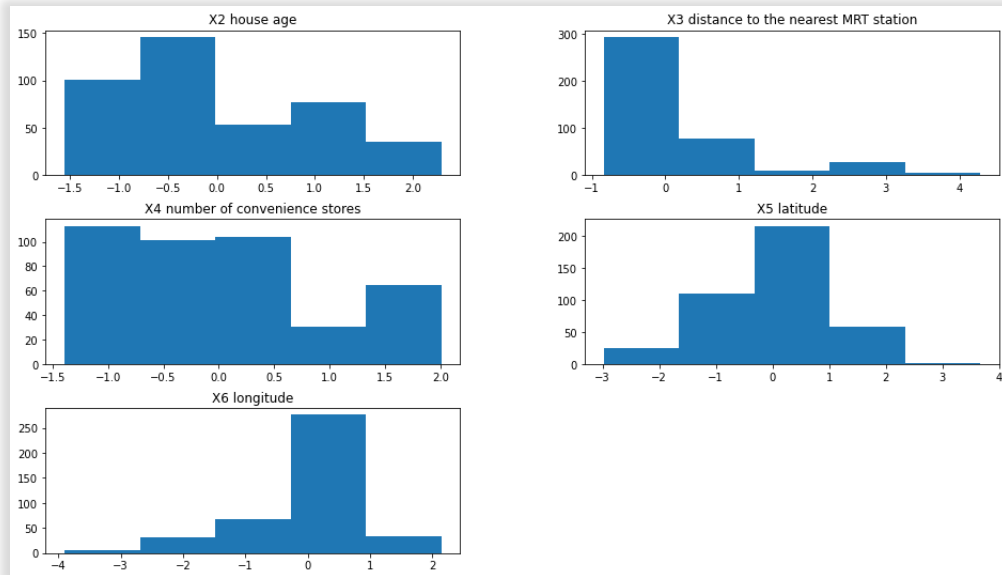 X2 house age
150
100
50
0
−1.5 −1.0 −0.5 0.0 0.5 1.0 1.5 2.0
X3 distance to the nearest MRT station
300
200
100
0
−1 0 1 2 3 4
X4 number of convenience stores
100
80
60
40
20
0
−1.5 −1.0 −0.5 0.0 0.5 1.0 1.5 2.0
X5 latitude
200
150
100
50
0
−3 −2 −1 0 1 2 3 4
X6 longitude
250
200
150
100
50
0
−4 −3 −2 −1 0 1 2